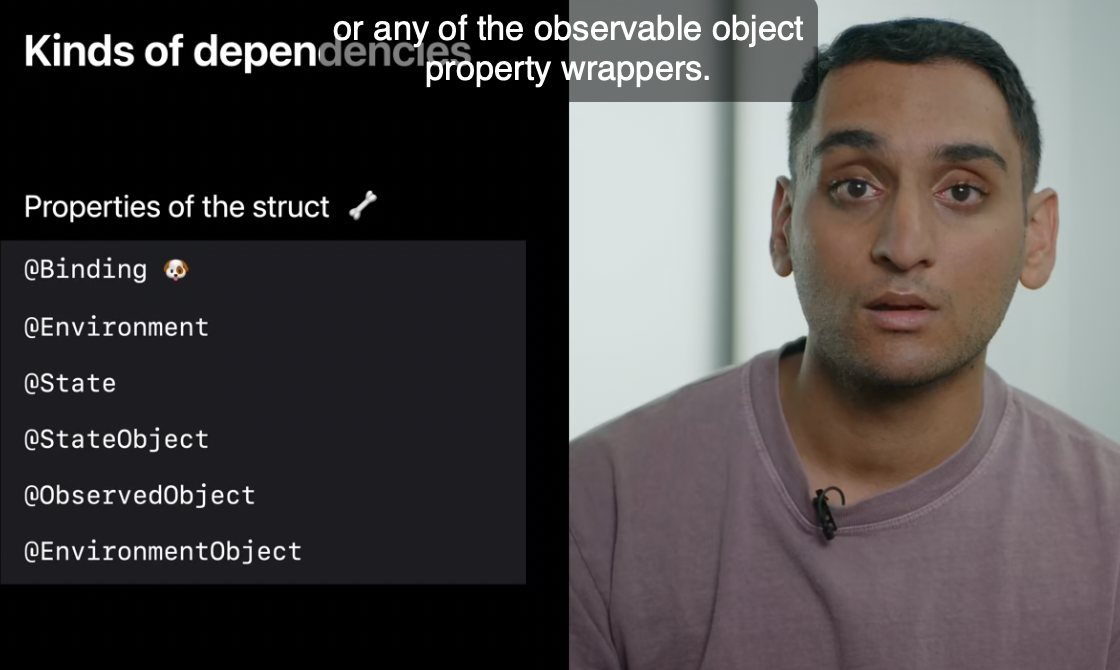 Kinds of dependencies
or any of the observable object
property wrappers.
Properties of the struct 🦴
@Binding 🐶
@Environment
@State
@StateObject
@ObservedObject
@EnvironmentObject